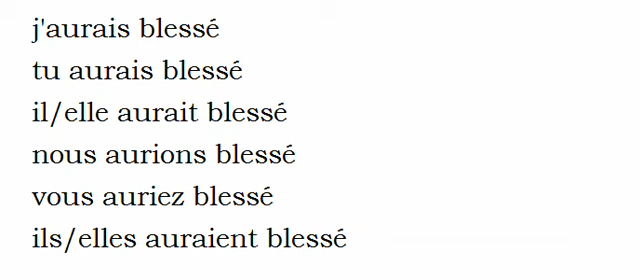 j'aurais blessé
tu aurais blessé
il/elle aurait blessé
nous aurions blessé
vous auriez blessé
ils/elles auraient blessé